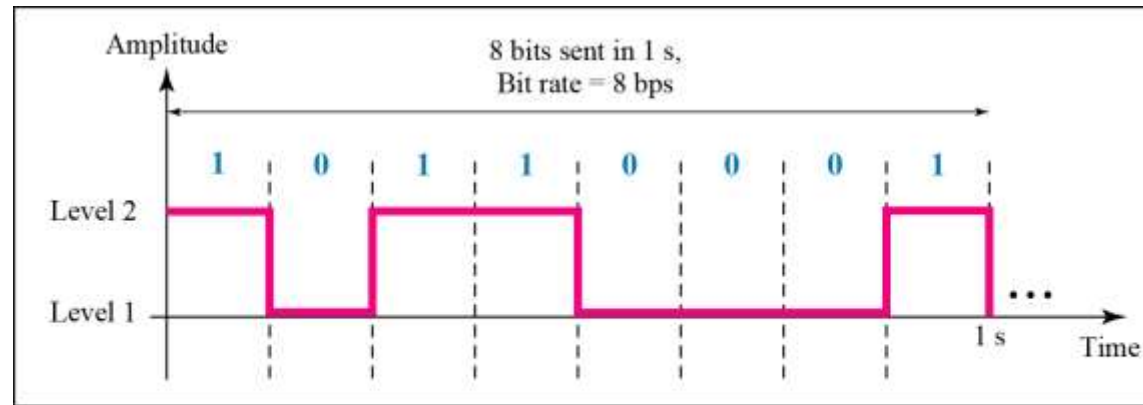 Amplitude
8 bits sent in 1 s,
Bit rate = 8 bps
1 0 1 1 0 0 0 1
Level 2
Level 1
...
1 s
Time